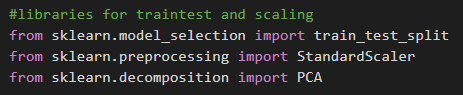 #libraries for traintest and scaling
from sklearn.model_selection import train_test_split
from sklearn.preprocessing import StandardScaler
from sklearn.decomposition import PCA